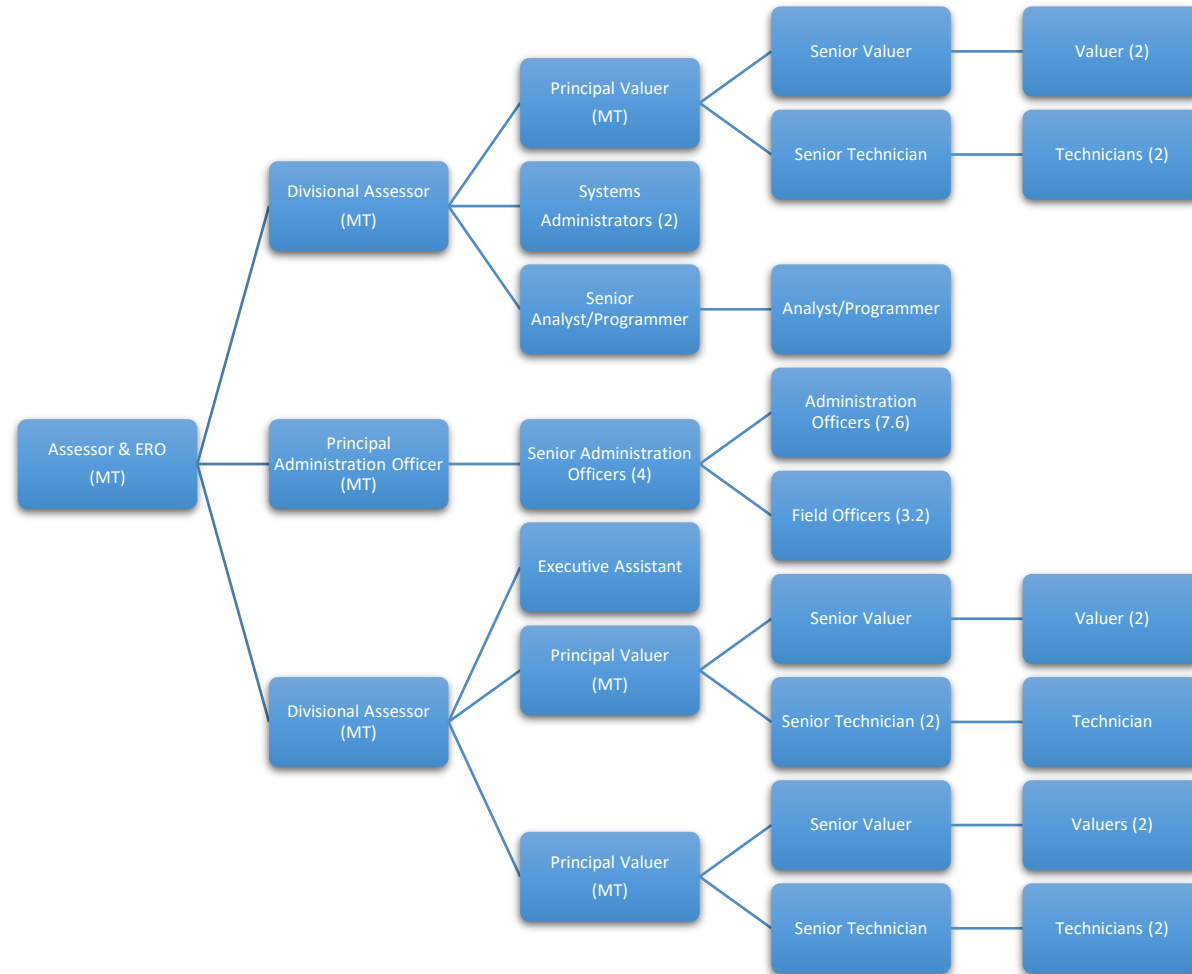 Assessor & ERO
(MT)
Divisional Assessor
(MT)
Principal Valuer
(MT)
Senior Valuer
Valuer (2)
Senior Technician
Technicians (2)
Systems
Administrators (2)
Senior
Analyst/Programmer
Analyst/Programmer
Principal
Administration Officer
(MT)
Senior Administration
Officers (4)
Administration
Officers (7.6)
Field Officers (3.2)
Divisional Assessor
(MT)
Executive Assistant
Principal Valuer
(MT)
Senior Valuer
Valuer (2)
Senior Technician (2)
Technician
Principal Valuer
(MT)
Senior Valuer
Valuers (2)
Senior Technician
Technicians (2)